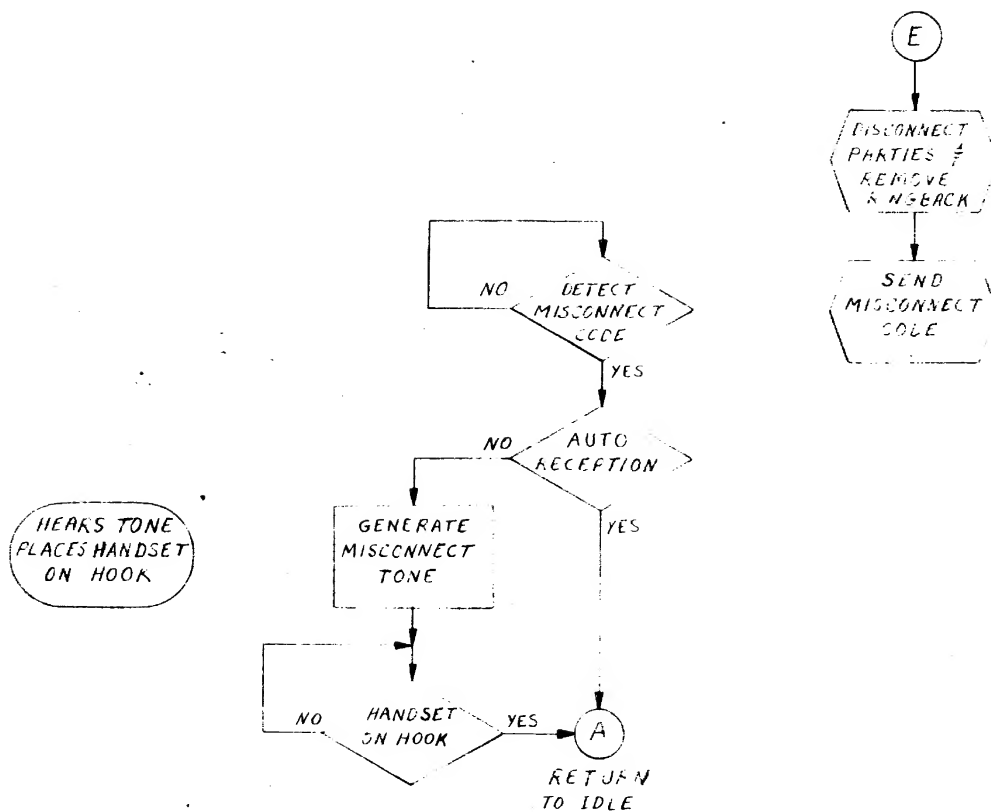 E
DISCONNECT
PARTIES &
REMOVE
RINGBACK
SEND
MISCONNECT
CODE
NO
DETECT
MISCONNECT
CODE
YES
NO
AUTO
RECEPTION
YES
HEARS TONE
PLACES HANDSET
ON HOOK
GENERATE
MISCONNECT
TONE
NO
HANDSET
ON HOOK
YES
A
RETURN
TO IDLE